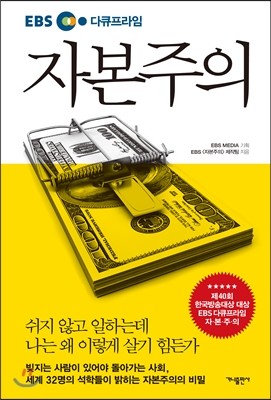 EBS 다큐프라임
자본주의
EBS MEDIA 기획
EBS 〈자본주의〉 제작팀 지음
★★★★★
제40회
한국방송대상 대상
EBS 다큐프라임
자·본·주·의
쉬지 않고 일하는데
나는 왜 이렇게 살기 힘든가
빚지는 사람이 있어야 돌아가는 사회,
세계 32명의 석학들이 밝히는 자본주의의 비밀
가나출판사